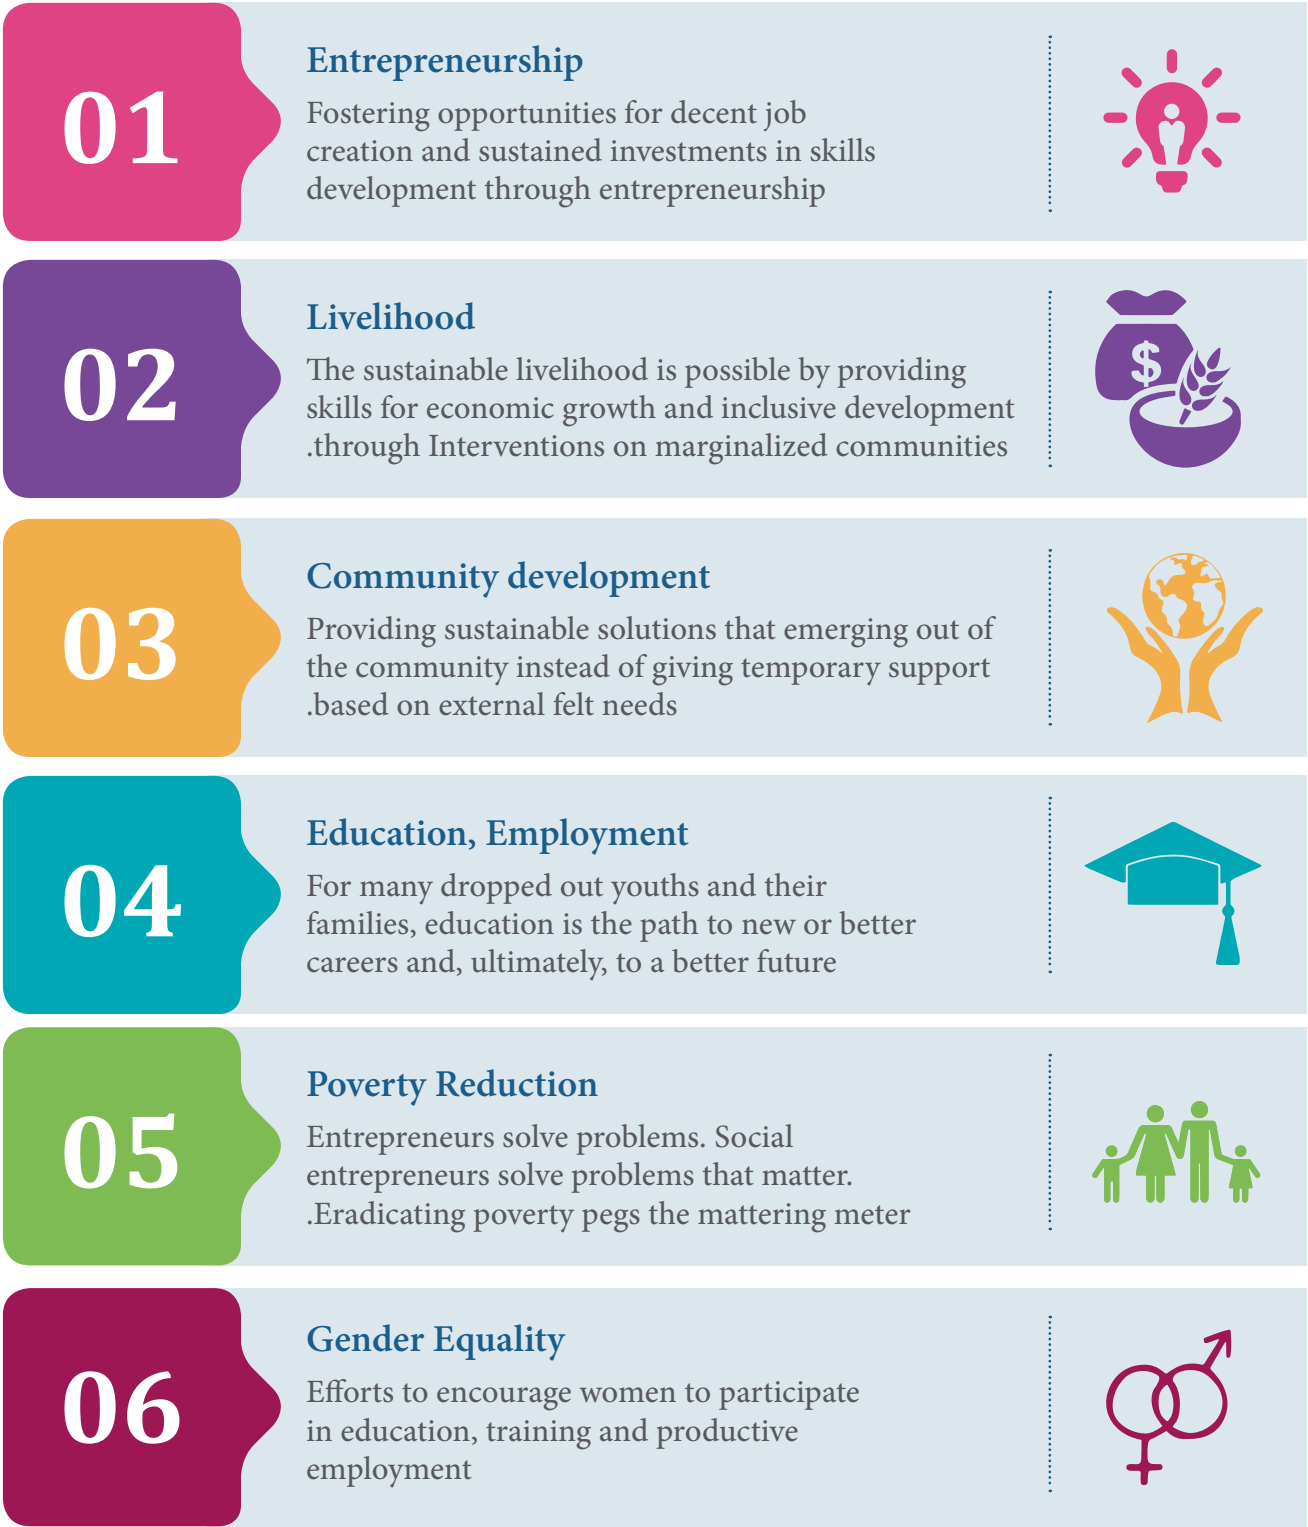 01
Entrepreneurship
Fostering opportunities for decent job
creation and sustained investments in skills
development through entrepreneurship
02
Livelihood
The sustainable livelihood is possible by providing
skills for economic growth and inclusive development
.through Interventions on marginalized communities
$
03
Community development
Providing sustainable solutions that emerging out of
the community instead of giving temporary support
.based on external felt needs
04
Education, Employment
For many dropped out youths and their
families, education is the path to new or better
careers and, ultimately, to a better future
05
Poverty Reduction
Entrepreneurs solve problems. Social
entrepreneurs solve problems that matter.
.Eradicating poverty pegs the mattering meter
06
Gender Equality
Efforts to encourage women to participate
in education, training and productive
employment